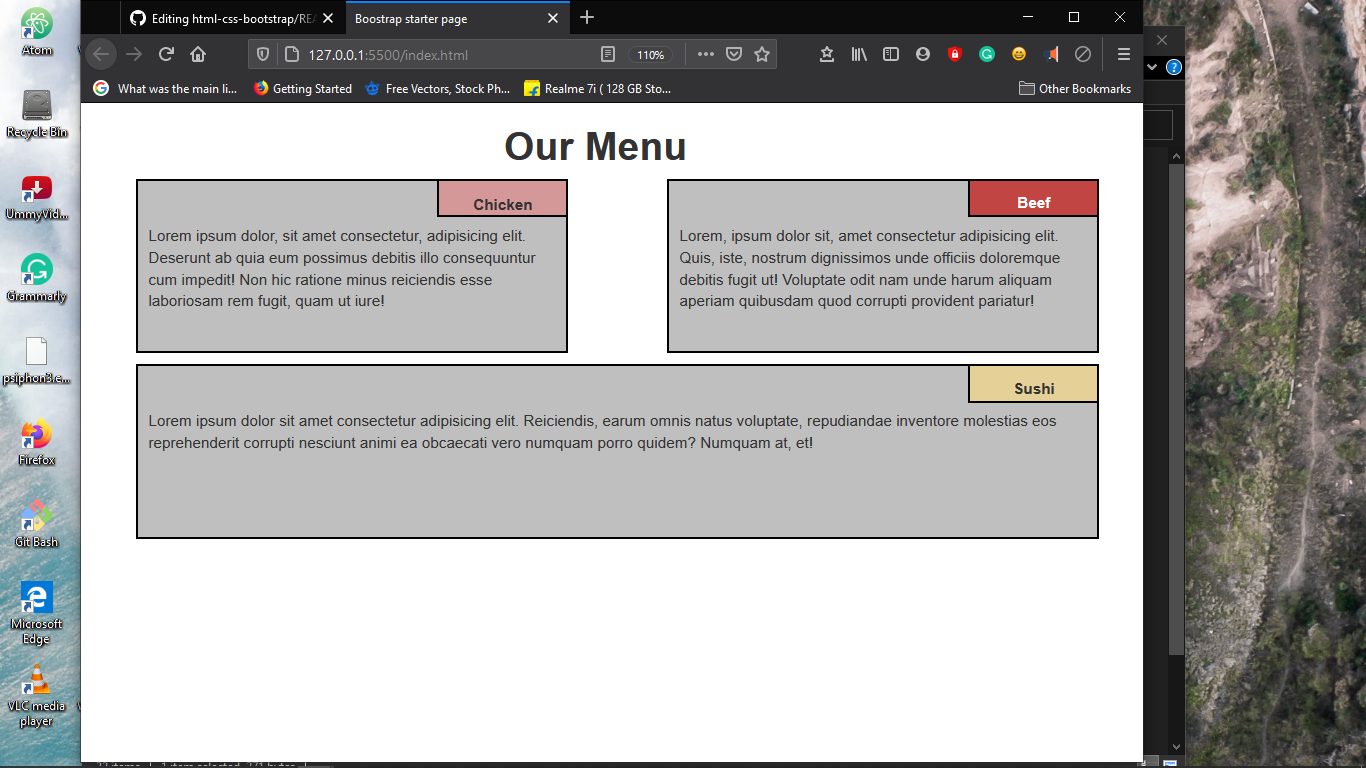 Atom
Recycle Bin
UmmyVid...
Grammarly
psiphon3.e...
Firefox
Git Bash
Microsoft
Edge
VLC media
player
Editing html-css-bootstrap/REA
Boostrap starter page
127.0.0.1:5500/index.html
110%
What was the main li...
Getting Started
Free Vectors, Stock Ph...
Realme 7i ( 128 GB Sto...
Other Bookmarks
Our Menu
Chicken
Lorem ipsum dolor, sit amet consectetur, adipisicing elit.
Deserunt ab quia eum possimus debitis illo consequuntur
cum impedit! Non hic ratione minus reiciendis esse
laboriosam rem fugit, quam ut iure!
Beef
Lorem, ipsum dolor sit, amet consectetur adipisicing elit.
Quis, iste, nostrum dignissimos unde officiis doloremque
debitis fugit ut! Voluptate odit nam unde harum aliquam
aperiam quibusdam quod corrupti provident pariatur!
Sushi
Lorem ipsum dolor sit amet consectetur adipisicing elit. Reiciendis, earum omnis natus voluptate, repudiandae inventore molestias eos
reprehenderit corrupti nesciunt animi ea obcaecati vero numquam porro quidem? Numquam at, et!